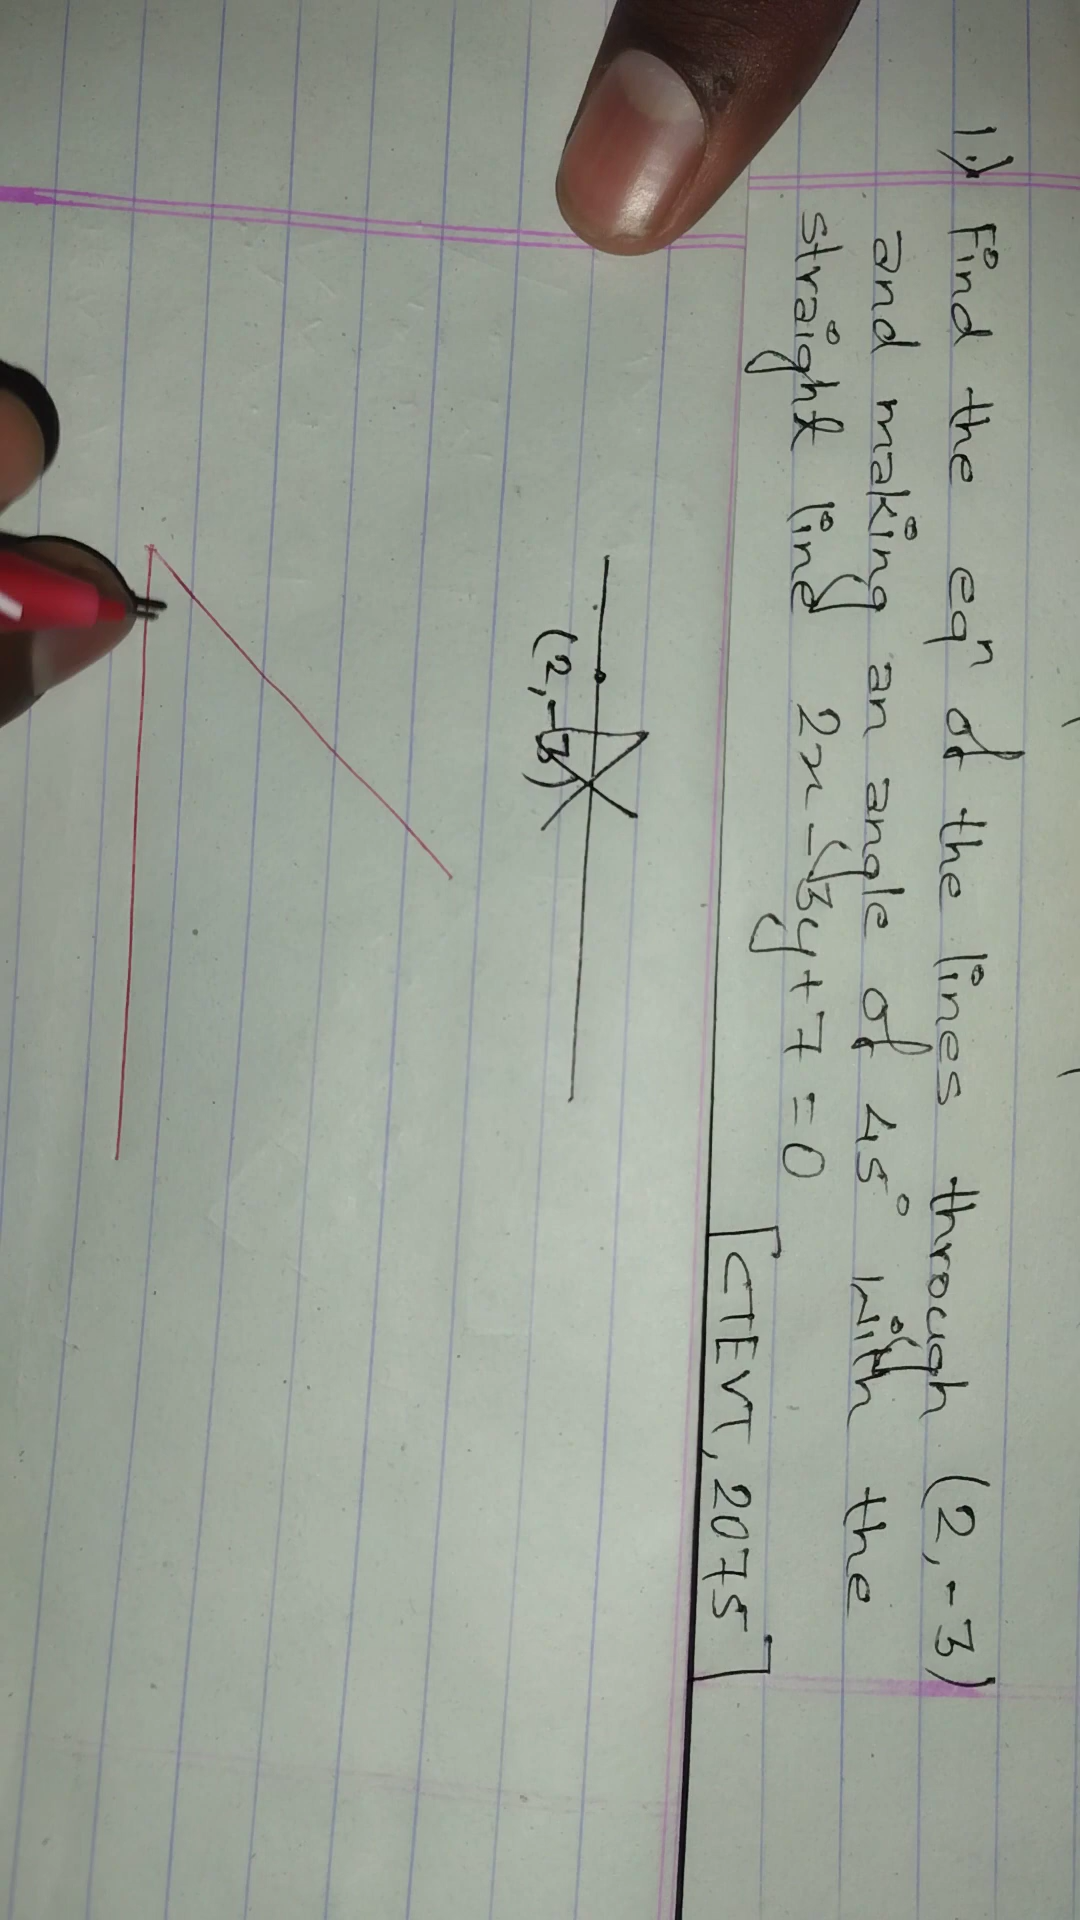 1.) Find the eqn of the lines through (2,-3)
and making an angle of 45° with the
straight line 2x-3y+7=0
[CTEVT, 2075]
(2,-3)